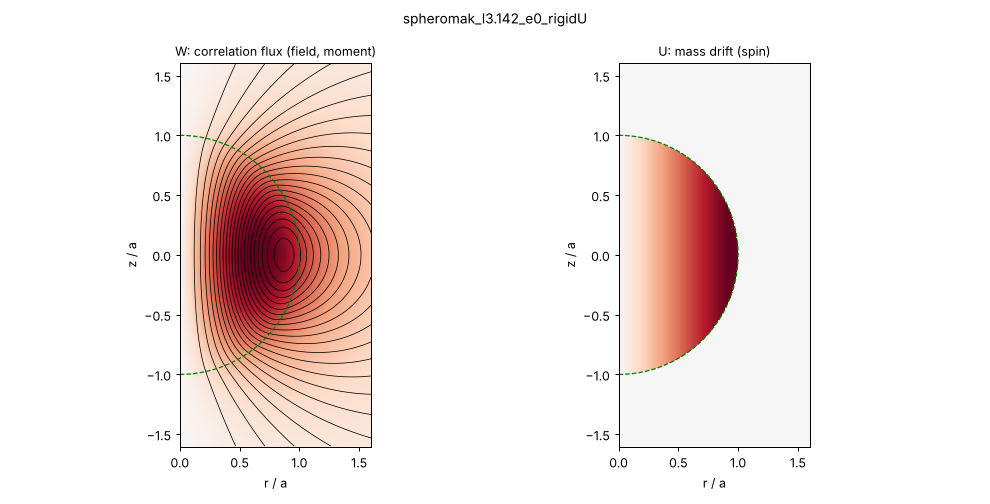 spheromak_l3.142_e0_rigidU
W: correlation flux (field, moment)
U: mass drift (spin)
1.5
1.0
0.5
0.0
−0.5
−1.0
−1.5
z / a
0.0 0.5 1.0 1.5
r / a
1.5
1.0
0.5
0.0
−0.5
−1.0
−1.5
z / a
0.0 0.5 1.0 1.5
r / a